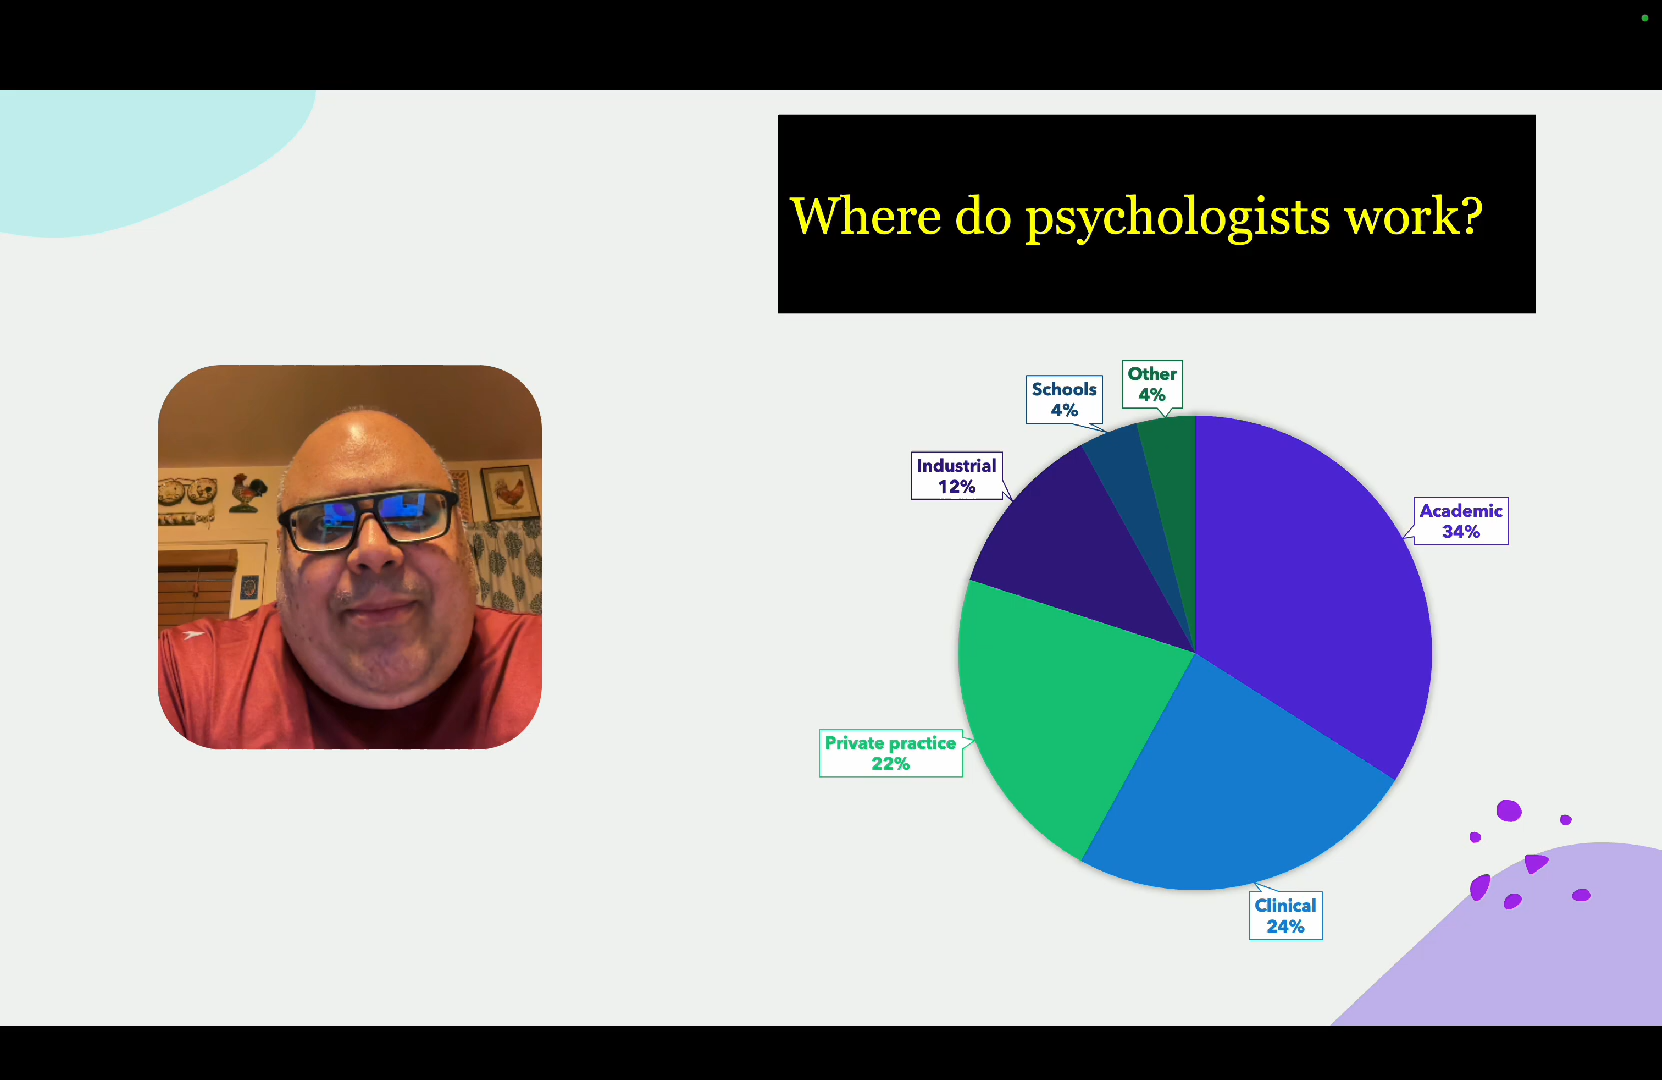 Where do psychologists work?
Other
4%
Schools
4%
Industrial
12%
Academic
34%
Private practice
22%
Clinical
24%